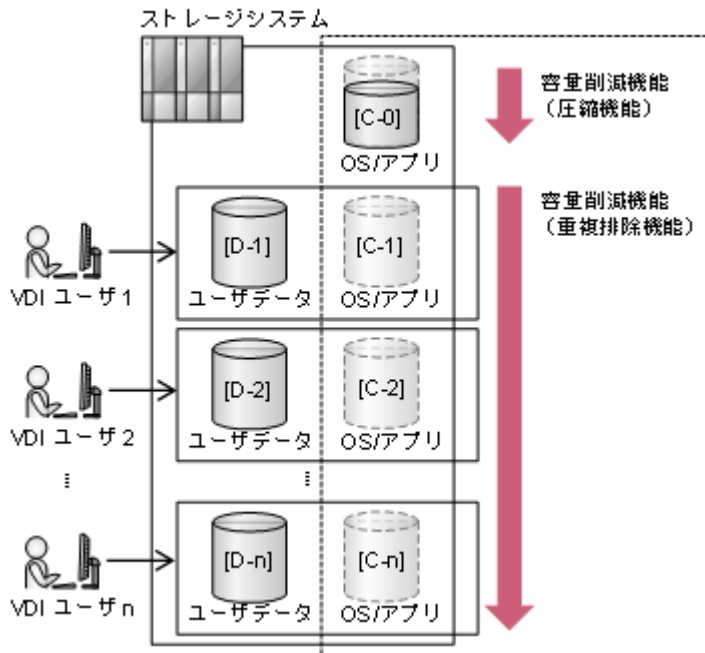 ストレージシステム
[C-0]
OS/アプリ
容量削減機能
（圧縮機能）
容量削減機能
（重複排除機能）
VDI ユーザ1
[D-1]
ユーザデータ
[C-1]
OS/アプリ
VDI ユーザ2
[D-2]
ユーザデータ
[C-2]
OS/アプリ
⋮
⋮
VDI ユーザn
[D-n]
ユーザデータ
[C-n]
OS/アプリ